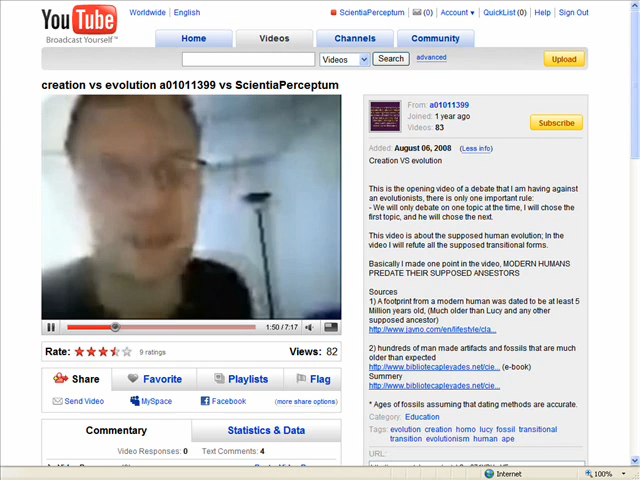 You Tube
Broadcast Yourself™
Worldwide | English
ScientiaPerceptum | (0) | Account ▼ | QuickList (0) | Help | Sign Out
Home
Videos
Channels
Community
Videos
Search
advanced
Upload
creation vs evolution a01011399 vs ScientiaPerceptum
From: a01011399
Joined: 1 year ago
Videos: 83
Subscribe
Added: August 06, 2008 (Less info)
Creation VS evolution
This is the opening video of a debate that I am having against
an evolutionists, there is only one important rule:
- We will only debate on one topic at the time, I will chose the
first topic, and he will chose the next.
This video is about the supposed human evolution; In the
video I will refute all the supposed transitional forms.
Basically I made one point in the video, MODERN HUMANS
PREDATE THEIR SUPPOSED ANSESTORS
Sources
1) A footprint from a modern human was dated to be at least 5
Million years old, (Much older than Lucy and any other
supposed ancestor)
http://www.javno.com/en/lifestyle/cla...
2) hundreds of man made artifacts and fossils that are much
older than expected
http://www.bibliotecapleyades.net/cie... (e-book)
Summery
http://www.bibliotecapleyades.net/cie...
* Ages of fossils assuming that dating methods are accurate.
Category: Education
Tags: evolution creation homo lucy fossil transitional
transition evolutionism human ape
URL:
1:50 / 7:17
Rate:
9 ratings
Views: 82
Share
Favorite
Playlists
Flag
Send Video
MySpace
Facebook
(more share options)
Commentary
Statistics & Data
Video Responses: 0
Text Comments: 4
Internet
100%